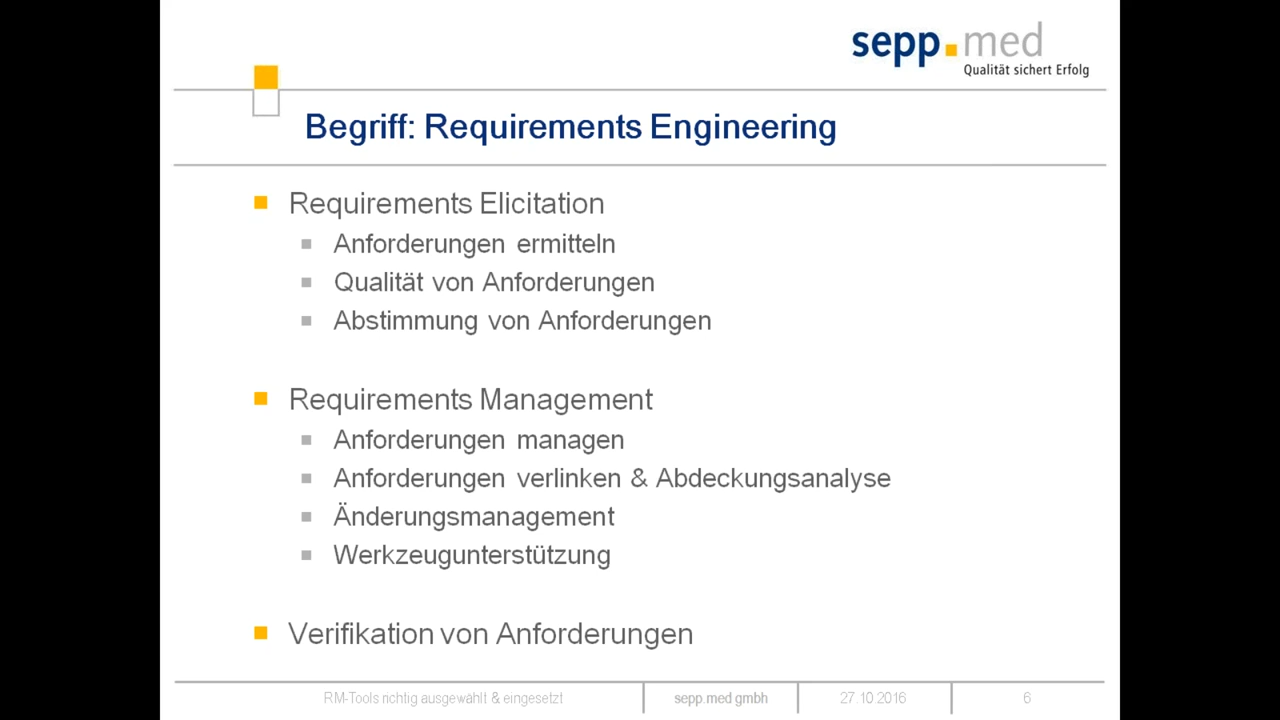 sepp.med
Qualität sichert Erfolg
Begriff: Requirements Engineering
Requirements Elicitation
Anforderungen ermitteln
Qualität von Anforderungen
Abstimmung von Anforderungen
Requirements Management
Anforderungen managen
Anforderungen verlinken & Abdeckungsanalyse
Änderungsmanagement
Werkzeugunterstützung
Verifikation von Anforderungen
RM-Tools richtig ausgewählt & eingesetzt sepp.med gmbh 27.10.2016 6